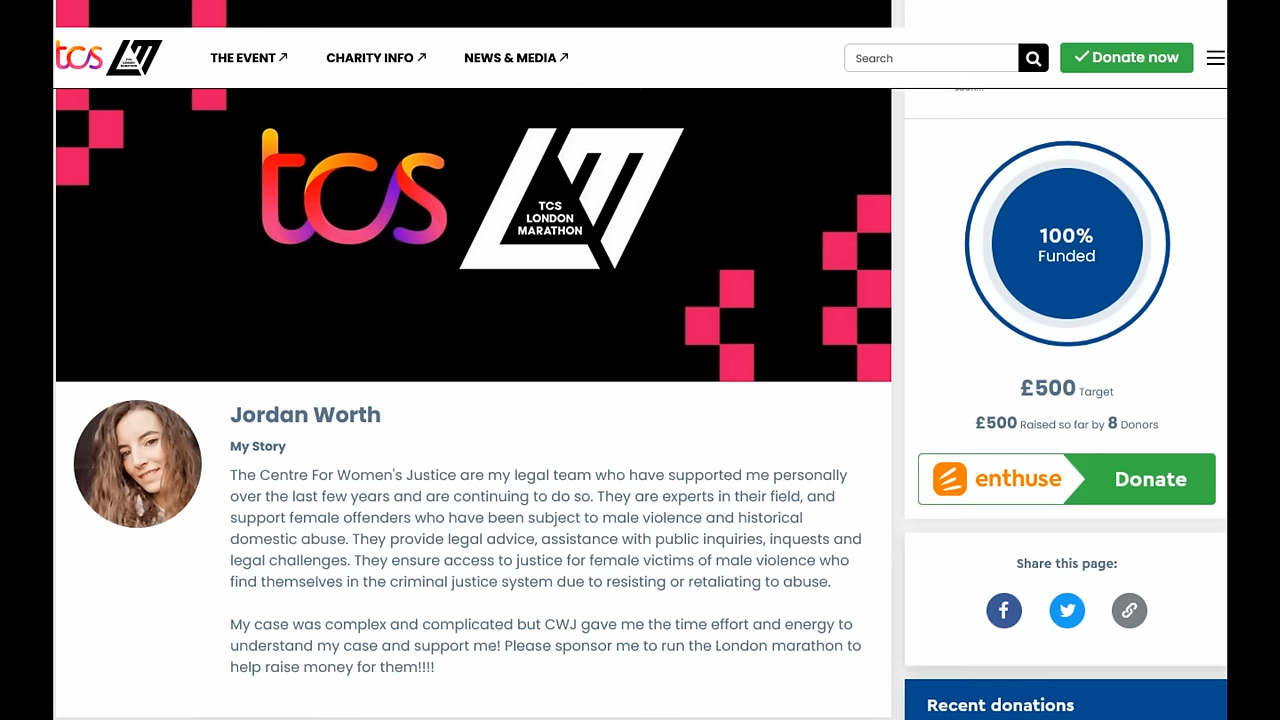 tcs
THE LONDON MARATHON
THE EVENT
CHARITY INFO
NEWS & MEDIA
Search
Donate now
tcs
TCS
LONDON
MARATHON
100%
Funded
£500 Target
£500 Raised so far by 8 Donors
enthuse
Donate
Share this page:
Recent donations
Jordan Worth
My Story
The Centre For Women's Justice are my legal team who have supported me personally
over the last few years and are continuing to do so. They are experts in their field, and
support female offenders who have been subject to male violence and historical
domestic abuse. They provide legal advice, assistance with public inquiries, inquests and
legal challenges. They ensure access to justice for female victims of male violence who
find themselves in the criminal justice system due to resisting or retaliating to abuse.
My case was complex and complicated but CWJ gave me the time effort and energy to
understand my case and support me! Please sponsor me to run the London marathon to
help raise money for them!!!!